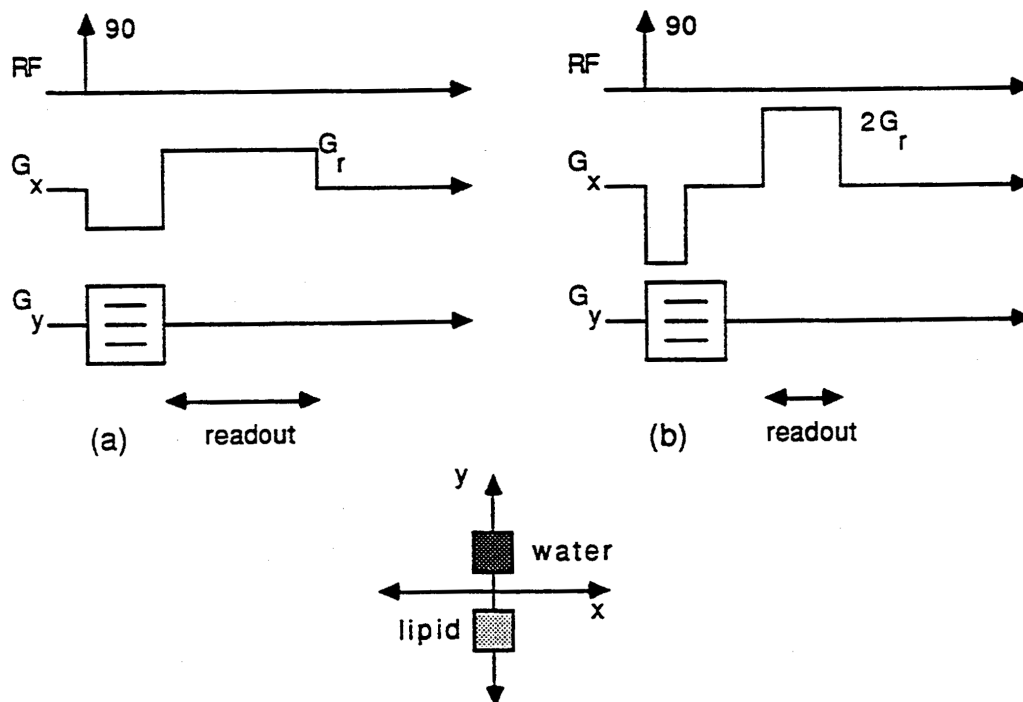 90
RF
G r
G x
G y
readout
(a)
90
RF
2G r
G x
G y
readout
(b)
y
water
x
lipid